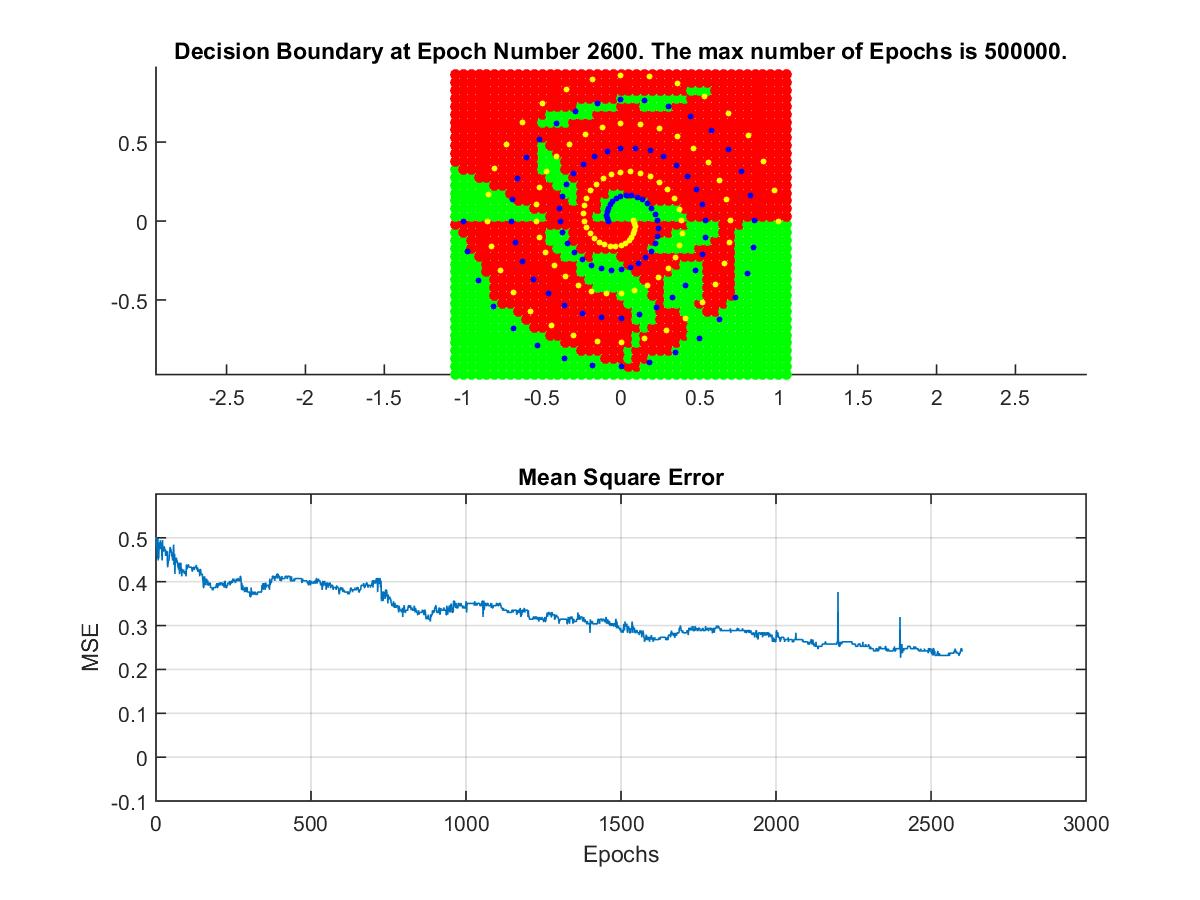 Decision Boundary at Epoch Number 2600. The max number of Epochs is 500000.
0.5
0
-0.5
-2.5 -2 -1.5 -1 -0.5 0 0.5 1 1.5 2 2.5
Mean Square Error
0.5
0.4
0.3
0.2
0.1
0
-0.1
MSE
0 500 1000 1500 2000 2500 3000
Epochs